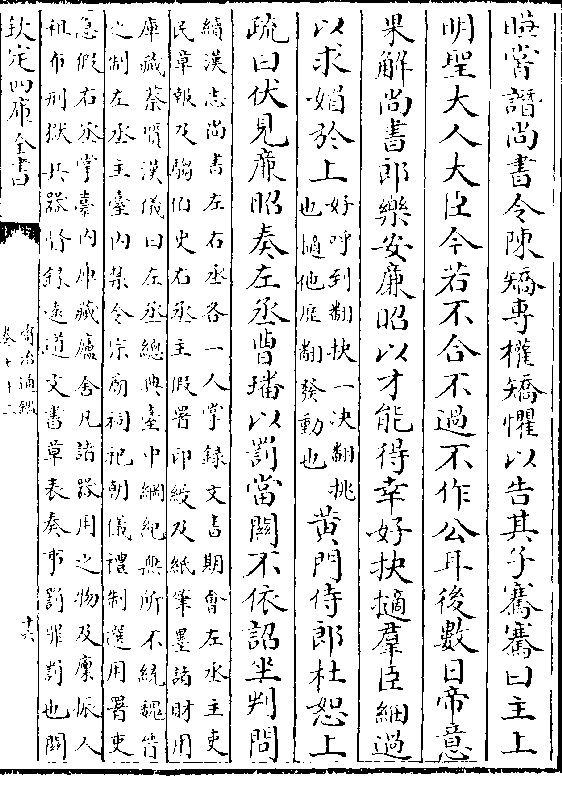 曄嘗譖尚書令陳矯專權矯懼以告其子騫騫曰主上
明聖大人大臣今若不合不過不作公耳後數日帝意
果解尚書郎樂安廉昭以才能得幸好抉擿羣臣細過
以求媚於上好呼到翻抉一决翻挑
也擿他歷翻發動也黃門侍郎杜恕上
疏曰伏見廉昭奏左丞曹璠以罰當關不依詔坐判問
續漢志尚書左右丞各一人掌錄文書期會左丞主吏
民章報及騶伯史右丞主假署印綬及紙筆墨諸財用
庫藏蔡質漢儀曰左丞總典臺中綱紀無所不統魏晉
之制左丞主臺內禁令宗廟祠祀朝儀禮制選用署吏
急假右丞掌臺內庫藏廬舍凡諸器用之物及廩振人
租布刑獄兵器督錄遠道文書章表奏事罰罪罰也關
欽定四庫全書
資治通鑑
卷七十二
十六